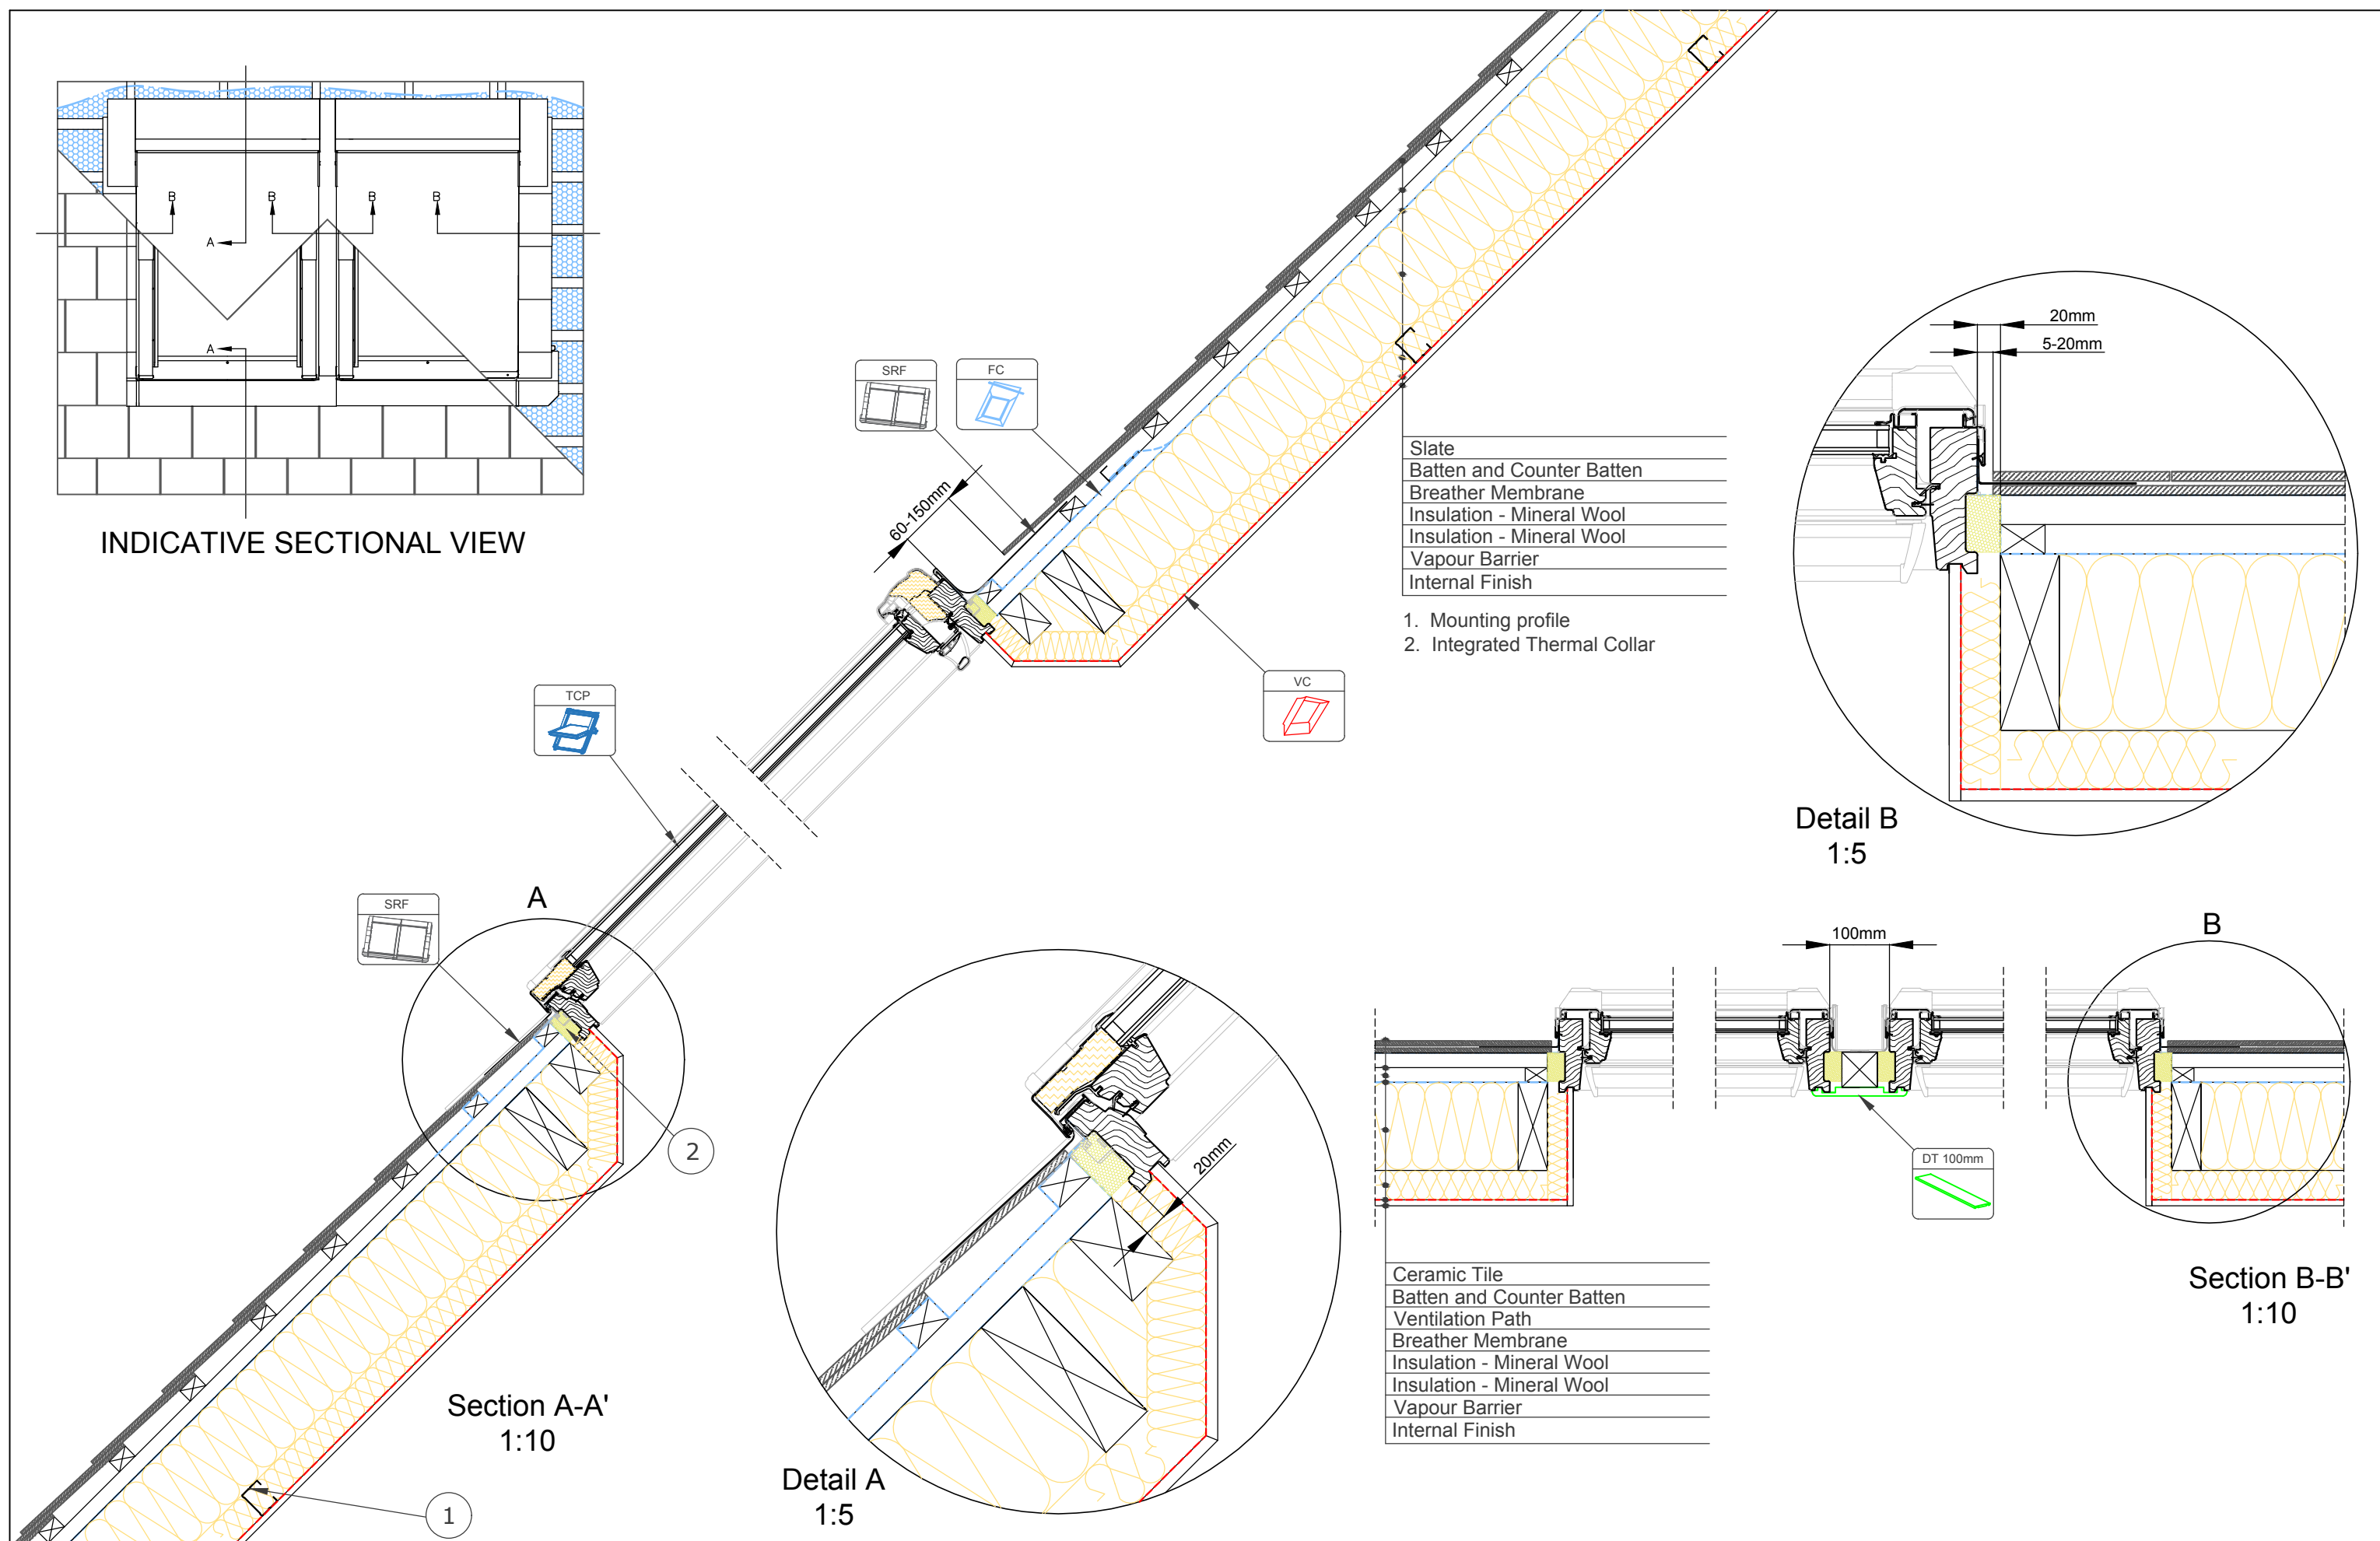 B
B
B
B
A
A
INDICATIVE SECTIONAL VIEW
SRF
FC
60-150mm
Slate
Batten and Counter Batten
Breather Membrane
Insulation - Mineral Wool
Insulation - Mineral Wool
Vapour Barrier
Internal Finish
1. Mounting profile
2. Integrated Thermal Collar
20mm
5-20mm
Detail B
1:5
TCP
VC
SRF
A
2
1
Section A-A'
1:10
20mm
Detail A
1:5
100mm
B
DT 100mm
Section B-B'
1:10
Ceramic Tile
Batten and Counter Batten
Ventilation Path
Breather Membrane
Insulation - Mineral Wool
Insulation - Mineral Wool
Vapour Barrier
Internal Finish